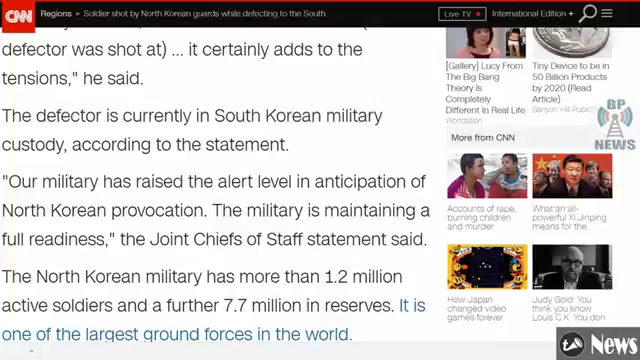 CNN
Regions » Soldier shot by North Korean guards while defecting to the South.
Live TV
International Edition +
defector was shot at) ... it certainly adds to the
tensions," he said.
The defector is currently in South Korean military
custody, according to the statement.
"Our military has raised the alert level in anticipation of
North Korean provocation. The military is maintaining a
full readiness," the Joint Chiefs of Staff statement said.
The North Korean military has more than 1.2 million
active soldiers and a further 7.7 million in reserves. It is
one of the largest ground forces in the world.
[Gallery] Lucy From
The Big Bang
Theory Is
Completely
Different In Real Life
Wordation
Tiny Device to be in
50 Billion Products
by 2020 (Read
Article)
Banyan Hill
BP
NEWS
More from CNN
Accounts of rape,
burning children
and murder
What an all-
powerful Xi Jinping
means for the
How Japan
changed video
games forever
Judy Gold: You
think you know
Louis C.K. You don
News